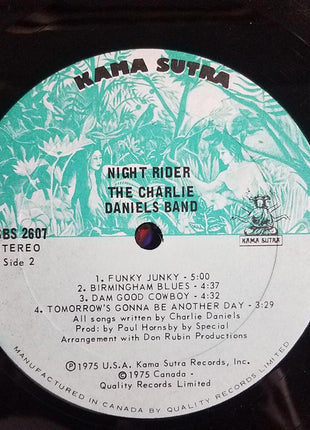 KAMA SUTRA
NIGHT RIDER
THE CHARLIE
DANIELS BAND
SBS 2607
STEREO
Side 2
KAMA SUTRA
1. FUNKY JUNKY - 5:00
2. BIRMINGHAM BLUES - 4:37
3. DAM GOOD COWBOY - 4:32
4. TOMORROW'S GONNA BE ANOTHER DAY - 3:29
All songs written by Charlie Daniels
Prod: by Paul Hornsby by Special
Arrangement with Don Rubin Productions
Ⓟ1975 U.S.A. Kama Sutra Records, Inc.
©1975 Canada -
Quality Records Limited
MANUFACTURED IN CANADA BY QUALITY RECORDS LIMITED